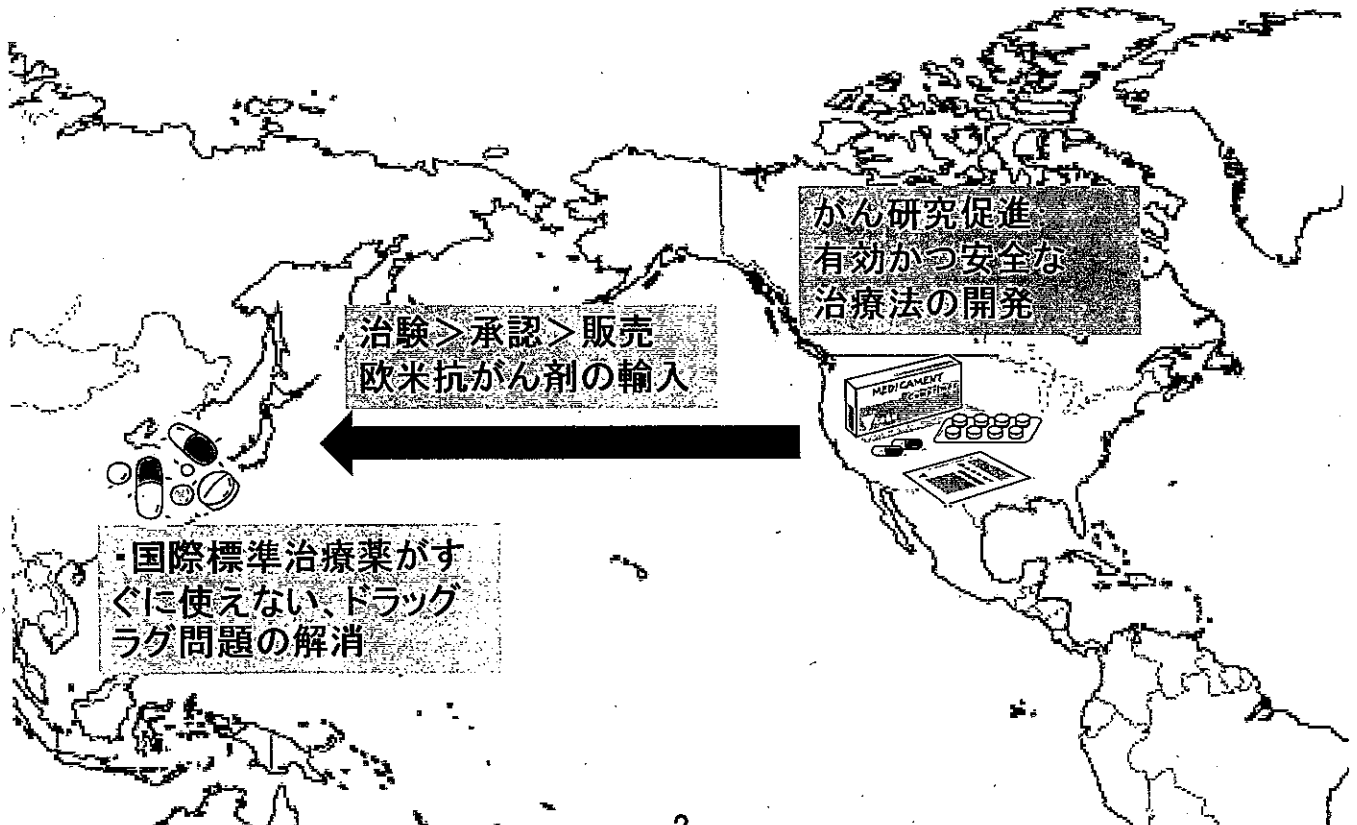 がん研究促進
有効かつ安全な
治療法の開発
治験＞承認＞販売
欧米抗がん剤の輸入
MEDICAMENT
・国際標準治療薬がす
ぐに使えない、ドラッグ
ラグ問題の解消
2